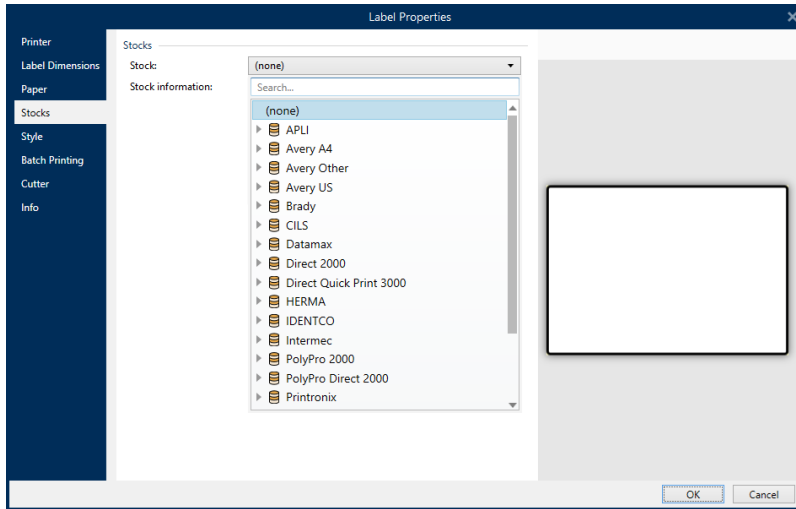 Label Properties
Printer
Label Dimensions
Paper
Stocks
Style
Batch Printing
Cutter
Info
Stocks
Stock: (none)
Stock information: Search...
(none)
APLI
Avery A4
Avery Other
Avery US
Brady
CILS
Datamax
Direct 2000
Direct Quick Print 3000
HERMA
IDENTCO
Intermec
PolyPro 2000
PolyPro Direct 2000
Printronix
OK Cancel